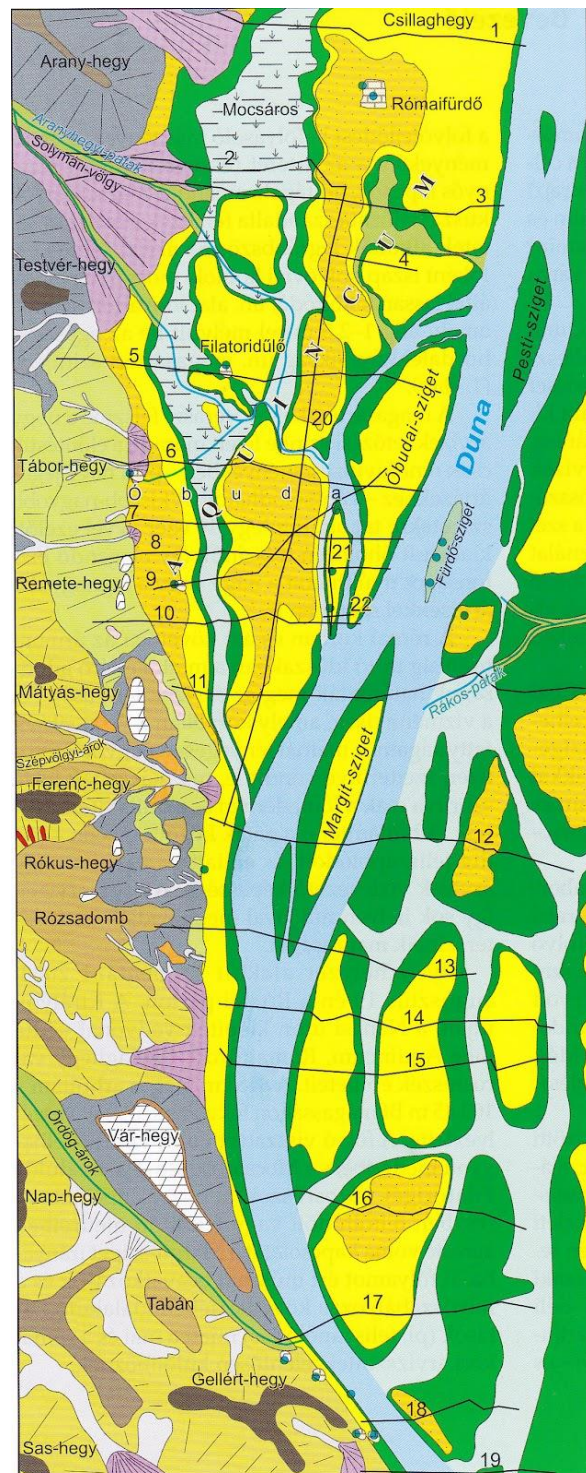 Csillaghegy
1
Arany-hegy
Rómaifürdő
Mocsáros
Aranyhegyi-patak
Solymári-völgy
2
3
4
Testvér-hegy
Pesti-sziget
Filatoridűlő
5
20
Óbudai-sziget
Duna
Tábor-hegy
6
Ó b u d a
7
AQUINCUM
8
21
Fürdő-sziget
Remete-hegy
9
10
22
11
Mátyás-hegy
Rákos-patak
Szépvölgyi-árok
Ferenc-hegy
Margit-sziget
12
Rókus-hegy
Rózsadomb
13
14
15
Vár-hegy
Ördög-árok
Nap-hegy
16
Tabán
17
Gellért-hegy
18
Sas-hegy
19